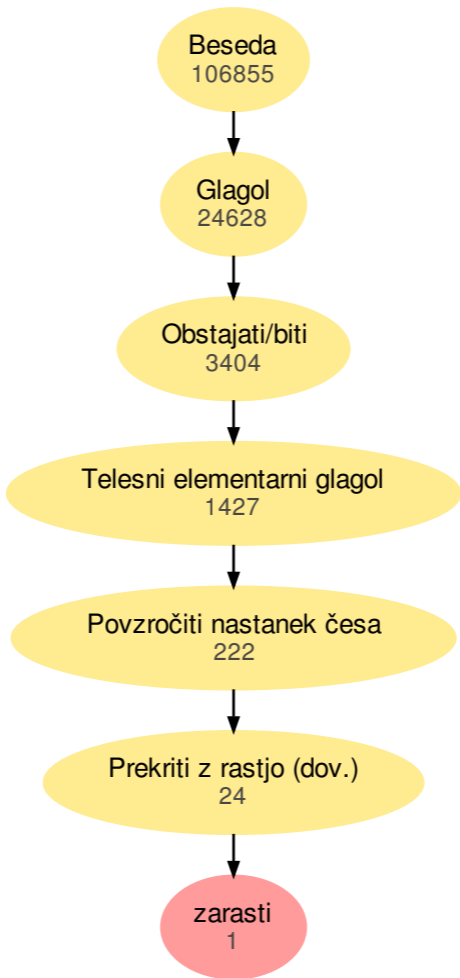 Beseda
106855
Glagol
24628
Obstajati/biti
3404
Telesni elementarni glagol
1427
Povzročiti nastanek česa
222
Prekriti z rastjo (dov.)
24
zarasti
1